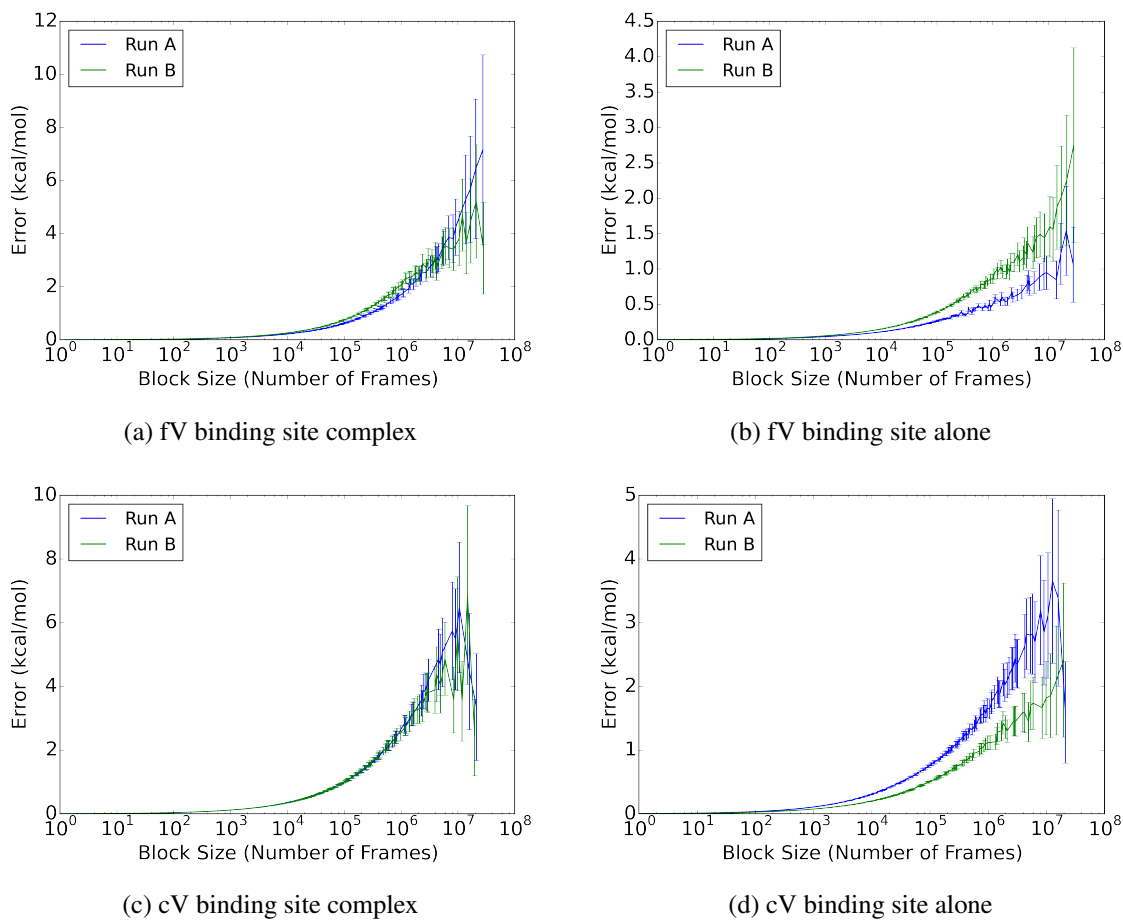 12
10
8
6
4
2
0
Error (kcal/mol)
Run A
Run B
10^0 10^1 10^2 10^3 10^4 10^5 10^6 10^7 10^8
Block Size (Number of Frames)
(a) fV binding site complex
4.5
4.0
3.5
3.0
2.5
2.0
1.5
1.0
0.5
0.0
Error (kcal/mol)
Run A
Run B
10^0 10^1 10^2 10^3 10^4 10^5 10^6 10^7 10^8
Block Size (Number of Frames)
(b) fV binding site alone
10
8
6
4
2
0
Error (kcal/mol)
Run A
Run B
10^0 10^1 10^2 10^3 10^4 10^5 10^6 10^7 10^8
Block Size (Number of Frames)
(c) cV binding site complex
5
4
3
2
1
0
Error (kcal/mol)
Run A
Run B
10^0 10^1 10^2 10^3 10^4 10^5 10^6 10^7 10^8
Block Size (Number of Frames)
(d) cV binding site alone